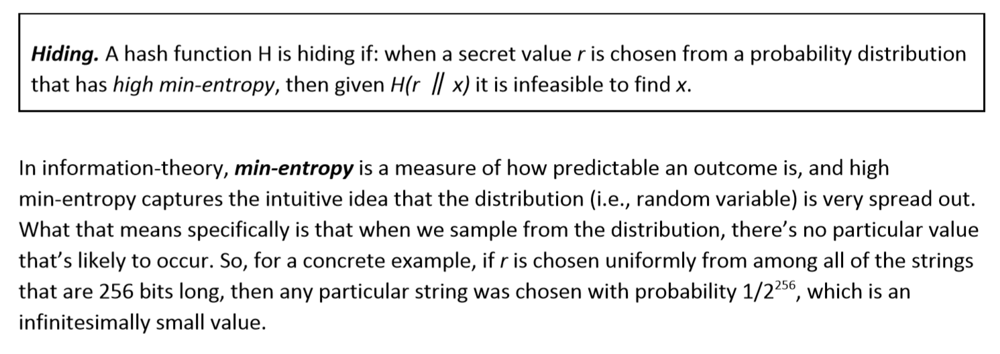 Hiding. A hash function H is hiding if: when a secret value r is chosen from a probability distribution
that has high min-entropy, then given H(r ‖ x) it is infeasible to find x.
In information-theory, min-entropy is a measure of how predictable an outcome is, and high
min-entropy captures the intuitive idea that the distribution (i.e., random variable) is very spread out.
What that means specifically is that when we sample from the distribution, there’s no particular value
that’s likely to occur. So, for a concrete example, if r is chosen uniformly from among all of the strings
that are 256 bits long, then any particular string was chosen with probability 1/2²⁵⁶, which is an
infinitesimally small value.